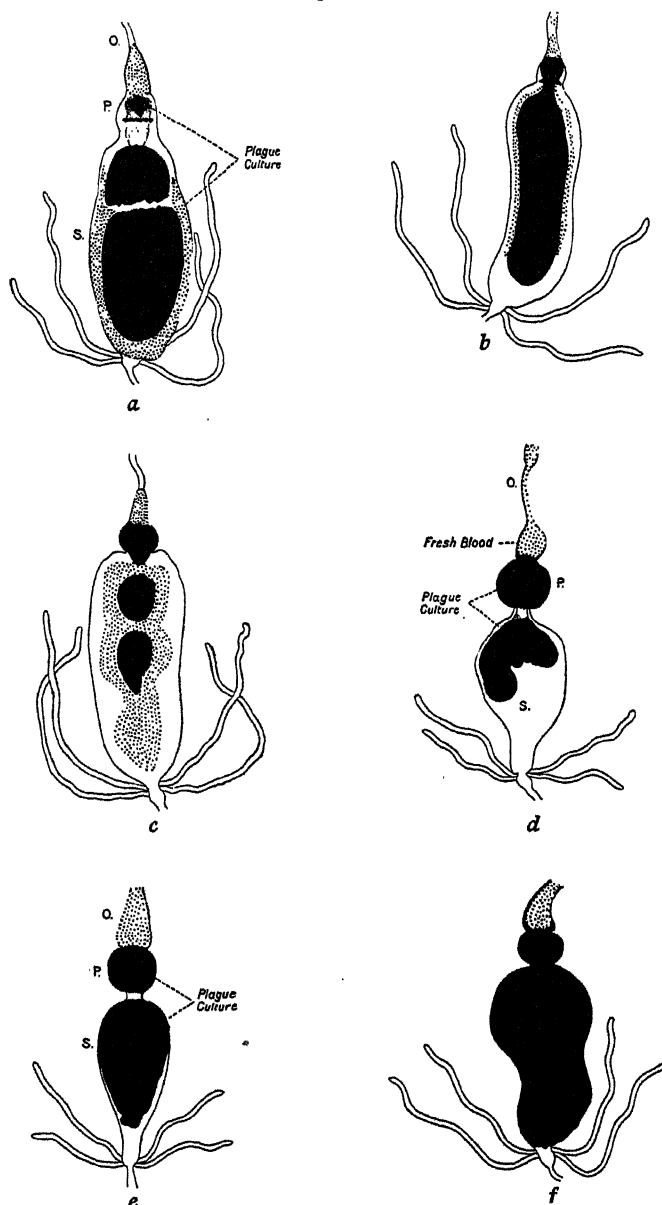 O.
P.
Plague
Culture
S.
a
b
c
O.
Fresh Blood
P.
Plague
Culture
S.
d
O.
P.
Plague
Culture
S.
e
f